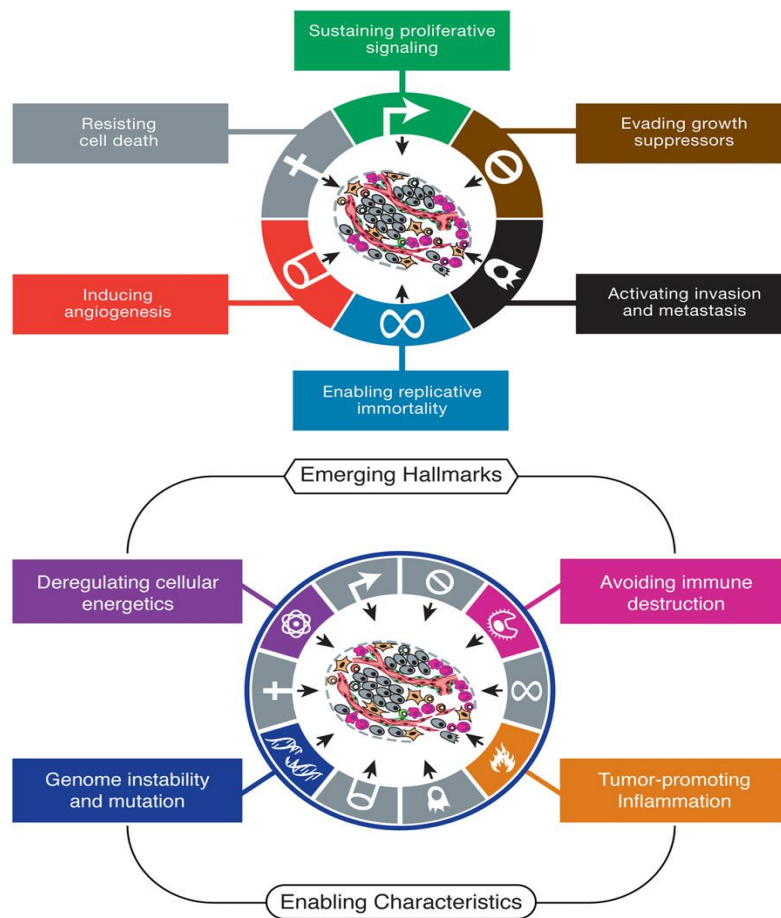 Sustaining proliferative
signaling
Resisting
cell death
Evading growth
suppressors
Inducing
angiogenesis
Activating invasion
and metastasis
Enabling replicative
immortality
Emerging Hallmarks
Deregulating cellular
energetics
Avoiding immune
destruction
Genome instability
and mutation
Tumor-promoting
Inflammation
Enabling Characteristics